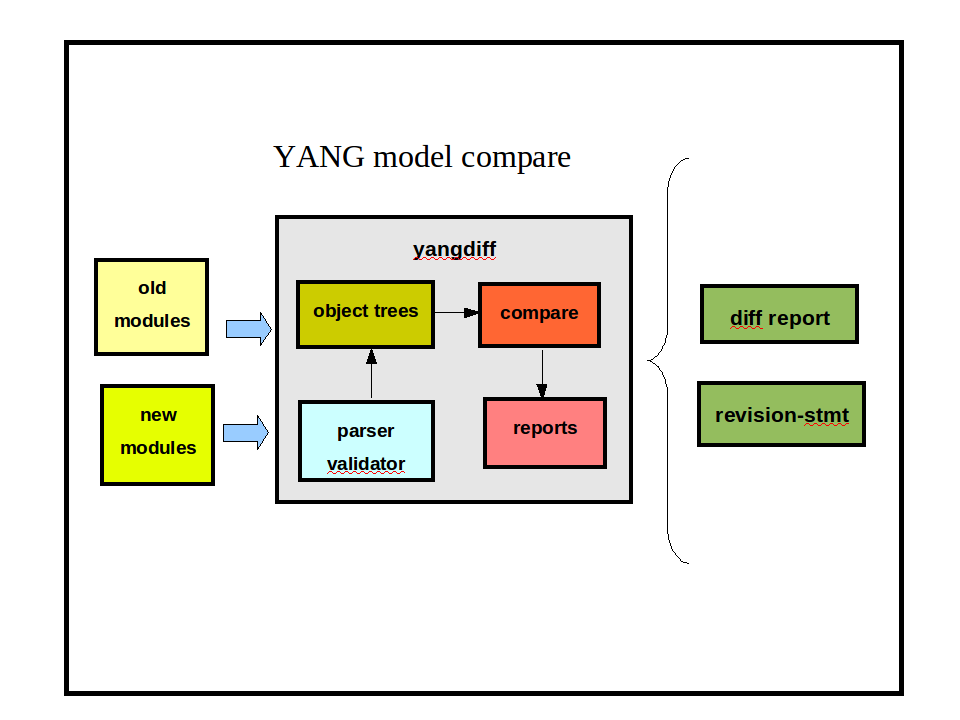 YANG model compare
yangdiff
old
modules
new
modules
object trees
compare
parser
validator
reports
diff report
revision-stmt